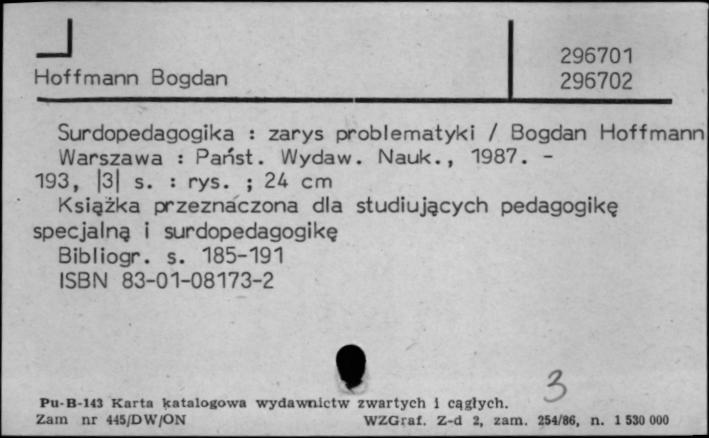 296701
Hoffmann Bogdan 296702
Surdopedagogika : zarys problematyki / Bogdan Hoffmann
Warszawa : Państ. Wydaw. Nauk., 1987. -
193, |3| s. : rys. ; 24 cm
Książka przeznaczona dla studiujących pedagogikę
specjalną i surdopedagogikę
Bibliogr. s. 185-191
ISBN 83-01-08173-2
3
Pu-B-143 Karta katalogowa wydawnictw zwartych i ciągłych.
Zam nr 445/DW/ON WZGraf. Z-d 2, zam. 254/86, n. 1 530 000